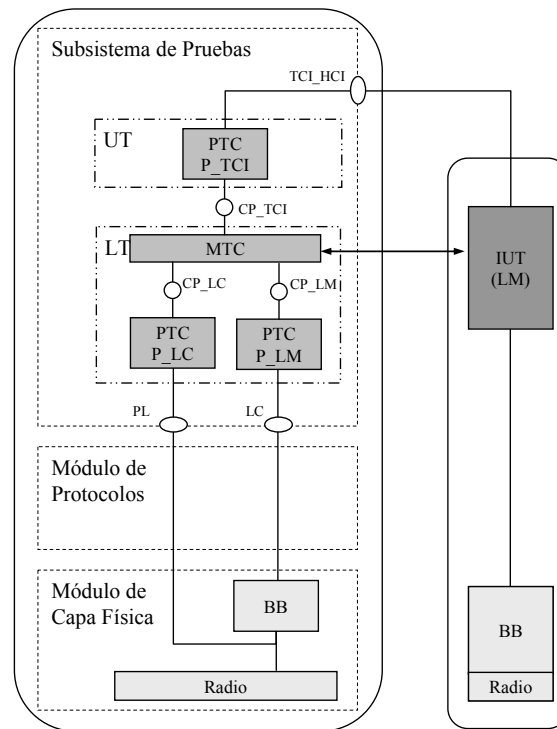 Subsistema de Pruebas
TCI_HCI
UT
PTC
P_TCI
CP_TCI
LT
MTC
IUT
(LM)
CP_LC
CP_LM
PTC
P_LC
PTC
P_LM
PL
LC
Módulo de
Protocolos
Módulo de
Capa Física
BB
BB
Radio
Radio